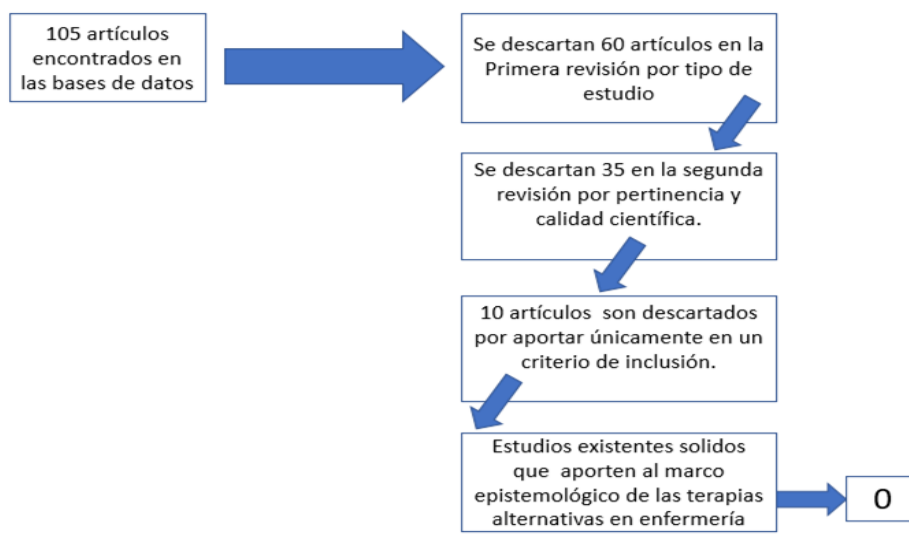 105 artículos
encontrados en
las bases de datos
Se descartan 60 artículos en la
Primera revisión por tipo de
estudio
Se descartan 35 en la segunda
revisión por pertinencia y
calidad científica.
10 artículos son descartados
por aportar únicamente en un
criterio de inclusión.
Estudios existentes solidos
que aporten al marco
epistemológico de las terapias
alternativas en enfermería
0